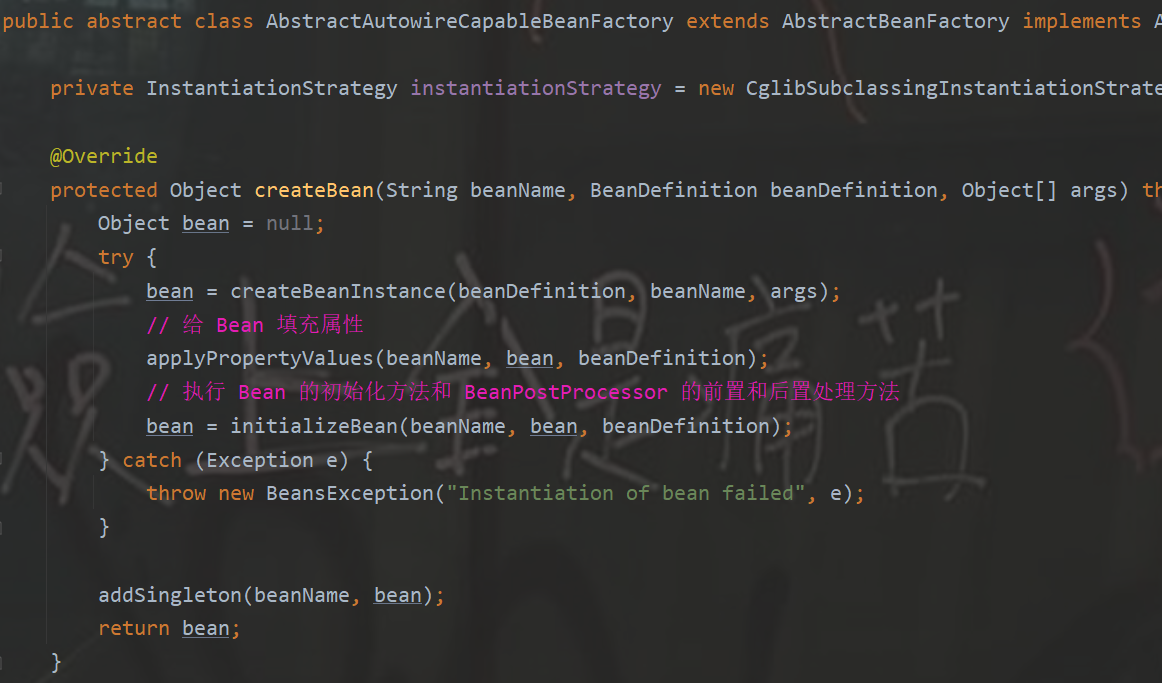 public abstract class AbstractAutowireCapableBeanFactory extends AbstractBeanFactory implements A
private InstantiationStrategy instantiationStrategy = new CglibSubclassingInstantiationStrate
@Override
protected Object createBean(String beanName, BeanDefinition beanDefinition, Object[] args) th
Object bean = null;
try {
bean = createBeanInstance(beanDefinition, beanName, args);
// 给 Bean 填充属性
applyPropertyValues(beanName, bean, beanDefinition);
// 执行 Bean 的初始化方法和 BeanPostProcessor 的前置和后置处理方法
bean = initializeBean(beanName, bean, beanDefinition);
} catch (Exception e) {
throw new BeansException("Instantiation of bean failed", e);
}
addSingleton(beanName, bean);
return bean;
}